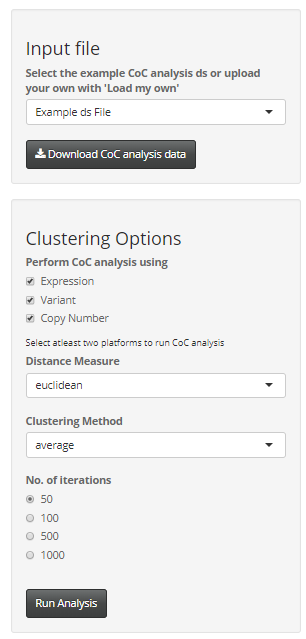 Input file
Select the example CoC analysis ds or upload
your own with 'Load my own'
Example ds File
Download CoC analysis data
Clustering Options
Perform CoC analysis using
Expression
Variant
Copy Number
Select atleast two platforms to run CoC analysis
Distance Measure
euclidean
Clustering Method
average
No. of iterations
50
100
500
1000
Run Analysis